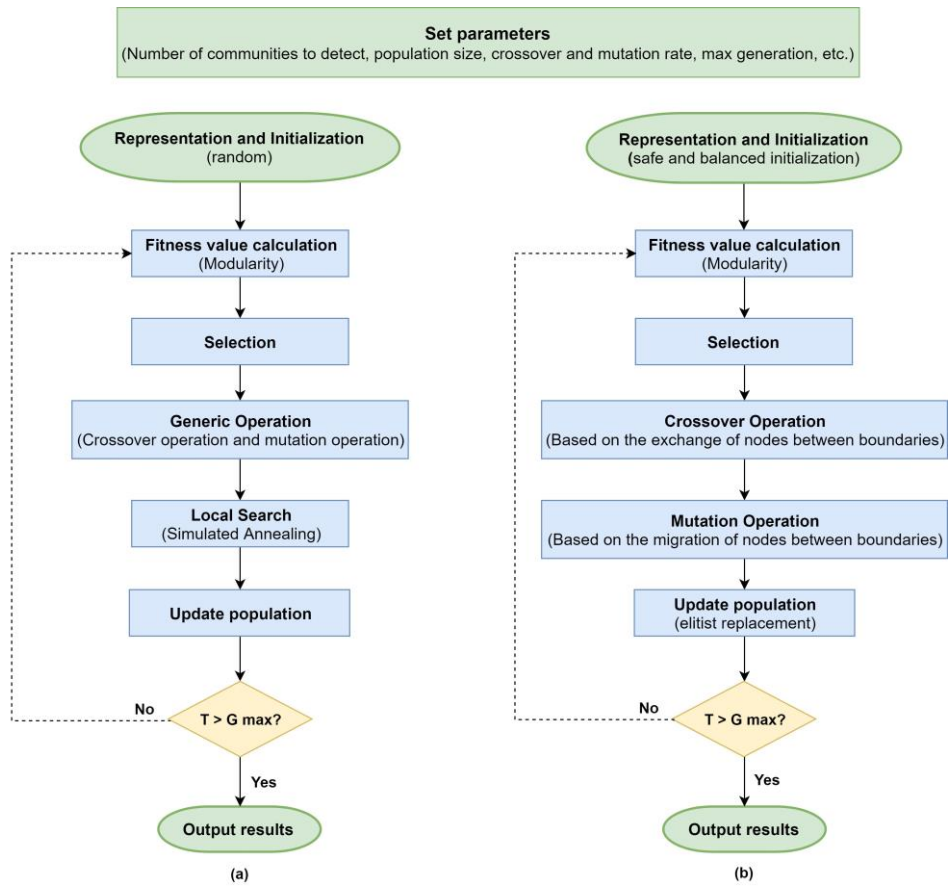 Set parameters
(Number of communities to detect, population size, crossover and mutation rate, max generation, etc.)
Representation and Initialization
(random)
Fitness value calculation
(Modularity)
Selection
Generic Operation
(Crossover operation and mutation operation)
Local Search
(Simulated Annealing)
Update population
No
T > G max?
Yes
Output results
(a)
Representation and Initialization
(safe and balanced initialization)
Fitness value calculation
(Modularity)
Selection
Crossover Operation
(Based on the exchange of nodes between boundaries)
Mutation Operation
(Based on the migration of nodes between boundaries)
Update population
(elitist replacement)
No
T > G max?
Yes
Output results
(b)